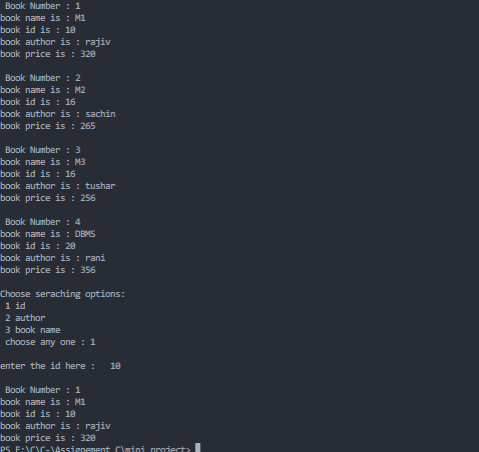 Book Number : 1
book name is : M1
book id is : 10
book author is : rajiv
book price is : 320
Book Number : 2
book name is : M2
book id is : 16
book author is : sachin
book price is : 265
Book Number : 3
book name is : M3
book id is : 16
book author is : tushar
book price is : 256
Book Number : 4
book name is : DBMS
book id is : 20
book author is : rani
book price is : 356
Choose seraching options:
1 id
2 author
3 book name
choose any one : 1
enter the id here :   10
Book Number : 1
book name is : M1
book id is : 10
book author is : rajiv
book price is : 320
PS E:\C\C-\Assignement C\mini project>